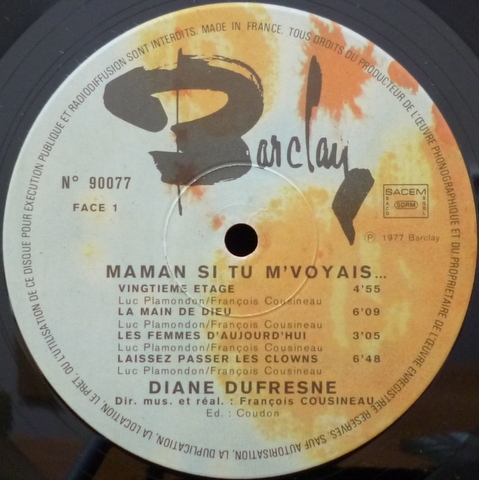 DE CE DISQUE POUR EXECUTION PUBLIQUE ET RADIODIFFUSION SONT INTERDITS. MADE IN FRANCE. TOUS DROITS DU PRODUCTEUR DE L'ŒUVRE PHONOGRAPHIQUE ET DU PROPRIETAIRE DE L'ŒUVRE ENREGISTREE RESERVES. SAUF AUTORISATION, LA DUPLICATION, LA LOCATION, LE PRET, OU L'UTILISATION
Barclay
N° 90077
FACE 1
SACEM
SACD
SDRM
SGDL
℗ 1977 Barclay
MAMAN SI TU M'VOYAIS...
VINGTIEME ETAGE 4'55
Luc Plamondon/François Cousineau
LA MAIN DE DIEU 6'09
Luc Plamondon/François Cousineau
LES FEMMES D'AUJOURD'HUI 3'05
Luc Plamondon/François Cousineau
LAISSEZ PASSER LES CLOWNS 6'48
Luc Plamondon/François Cousineau
DIANE DUFRESNE
Dir. mus. et réal. : François COUSINEAU
Ed. : Coudon